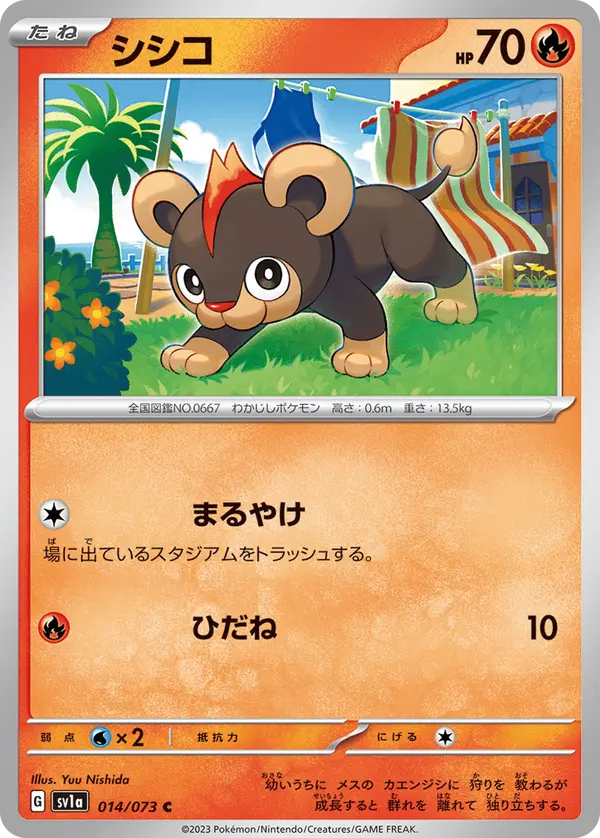 たね シシコ HP70
全国図鑑NO.0667 わかじしポケモン 高さ:0.6m 重さ:13.5kg
まるやけ
場に出ているスタジアムをトラッシュする。
ひだね 10
弱点 ×2 抵抗力 にげる
Illus. Yuu Nishida
G sv1a 014/073 C
幼いうちに メスの カエンジシに 狩りを 教わるが
成長すると 群れを 離れて 独り立ちする。
©2023 Pokémon/Nintendo/Creatures/GAME FREAK.